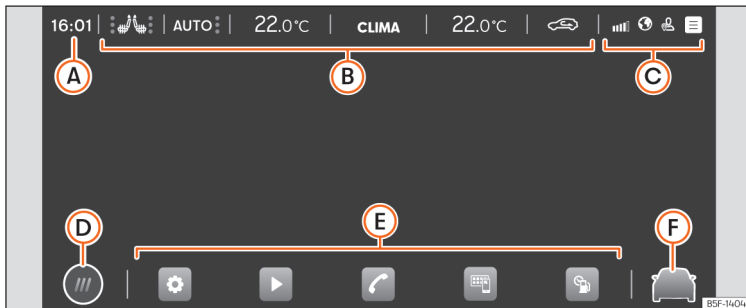 16:01 AUTO 22.0°C CLIMA 22.0°C
A B C
D E F
B5F-1404